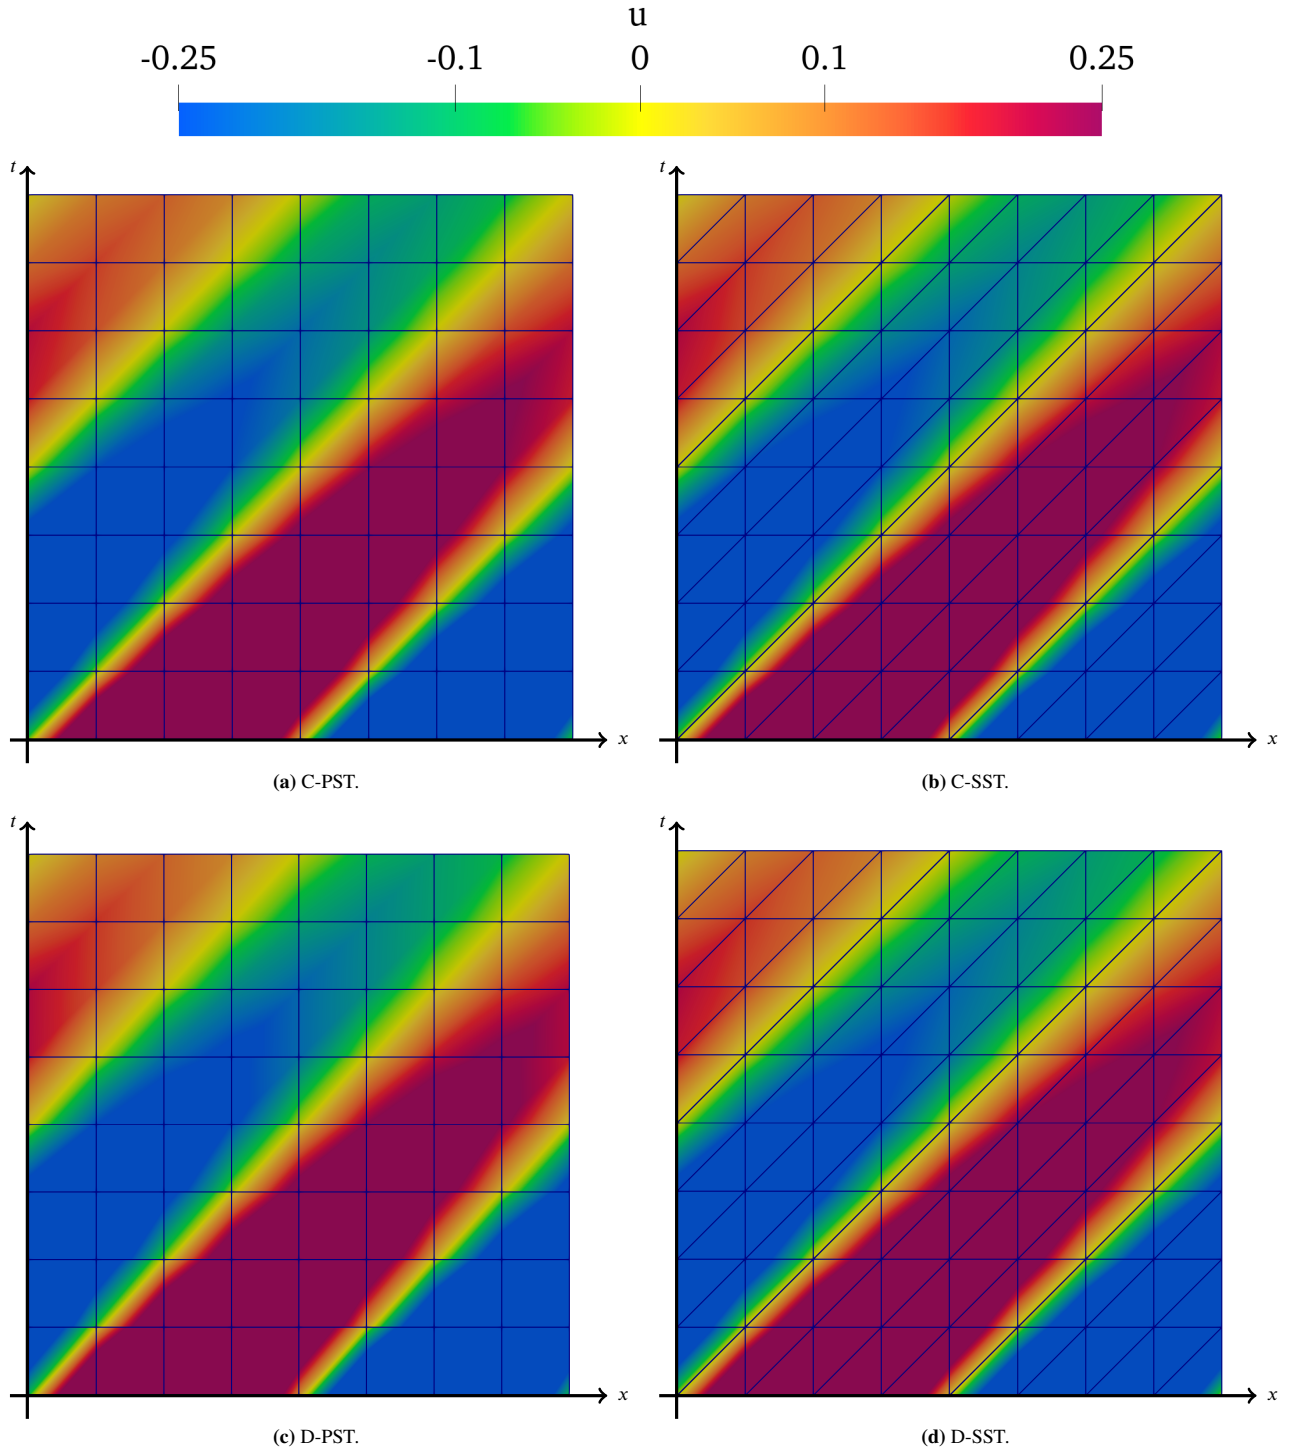 u
-0.25 -0.1 0 0.1 0.25
t t
x x
(a) C-PST. (b) C-SST.
t t
x x
(c) D-PST. (d) D-SST.